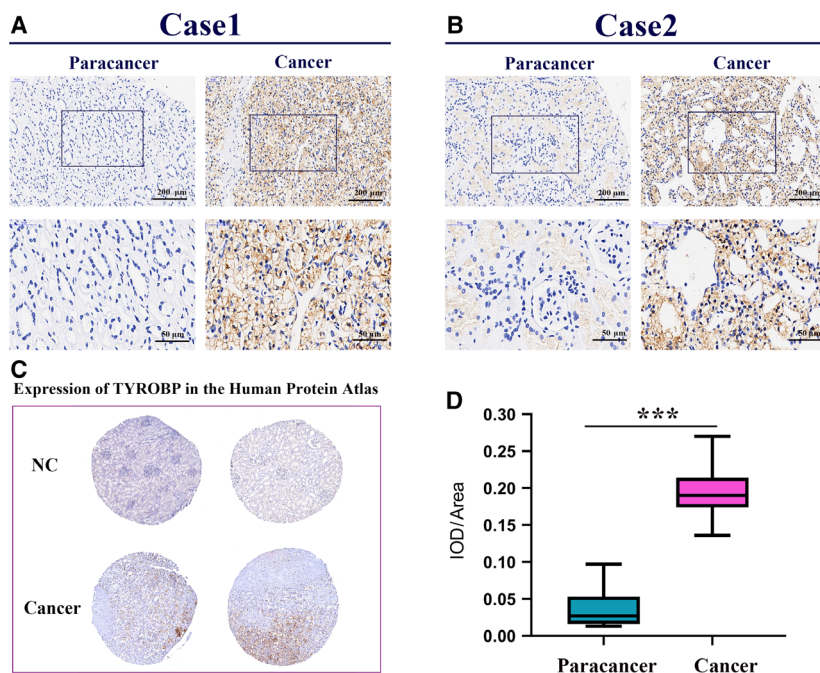 A
Case1
Paracancer
Cancer
200 μm
200 μm
50 μm
50 μm
B
Case2
Paracancer
Cancer
200 μm
200 μm
50 μm
50 μm
C
Expression of TYROBP in the Human Protein Atlas
NC
Cancer
D
***
0.30
0.25
0.20
0.15
0.10
0.05
0.00
IOD/Area
Paracancer
Cancer